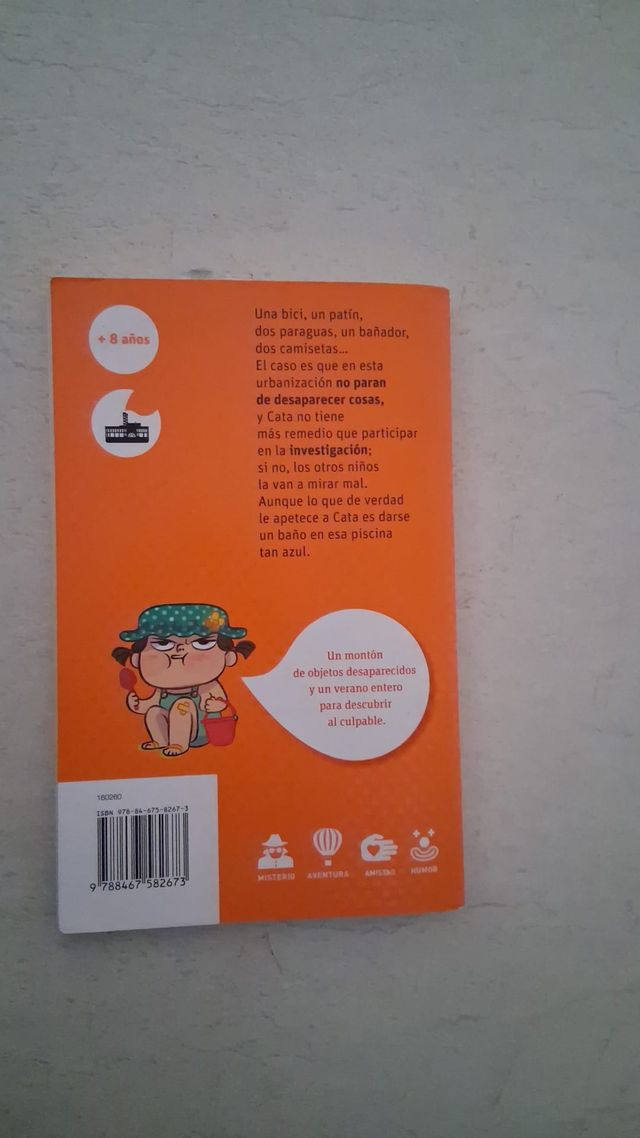 + 8 años
Una bici, un patín,
dos paraguas, un bañador,
dos camisetas...
El caso es que en esta
urbanización no paran
de desaparecer cosas,
y Cata no tiene
más remedio que participar
en la investigación;
si no, los otros niños
la van a mirar mal.
Aunque lo que de verdad
le apetece a Cata es darse
un baño en esa piscina
tan azul.
Un montón
de objetos desaparecidos
y un verano entero
para descubrir
al culpable.
160260
ISBN 978-84-675-8267-3
9 788467 582673
MISTERIO AVENTURA AMISTAD HUMOR